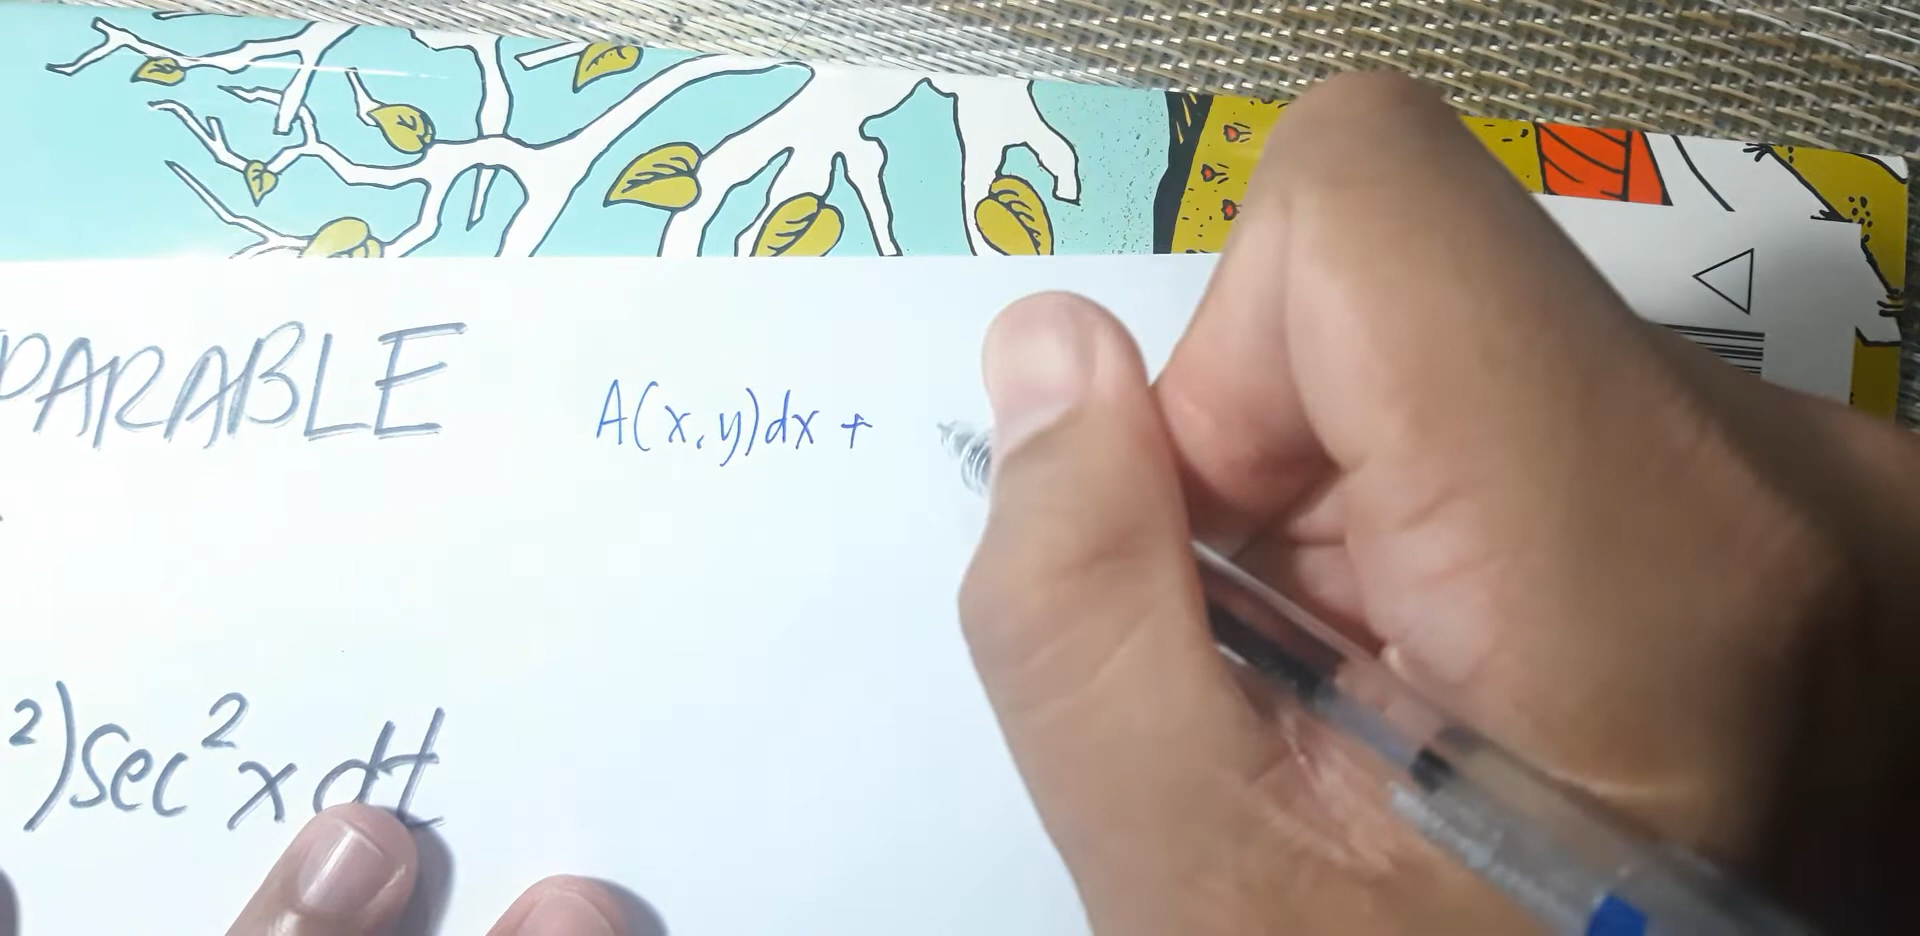 PARABLE
A(x,y)dx +
²)sec²x dt